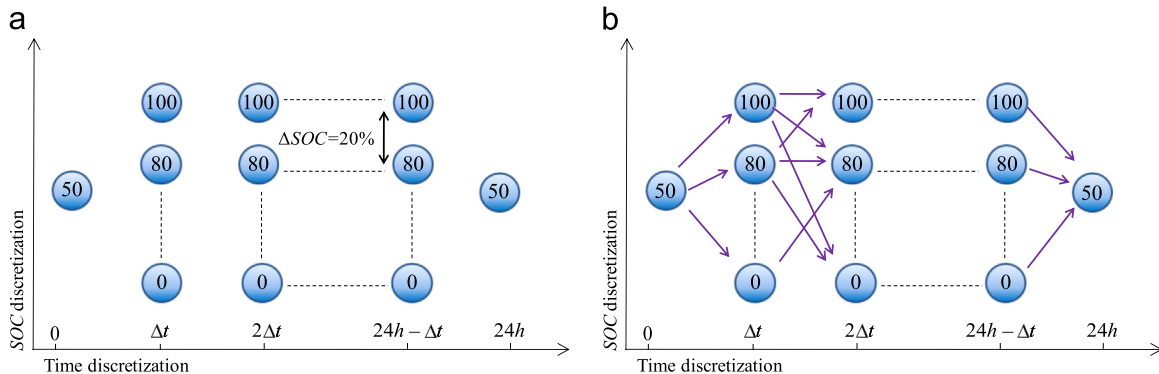 a
100
100
100
ΔSOC=20%
80
80
80
50
50
0
0
0
SOC discretization
0
Δt
2Δt
24h − Δt
24h
Time discretization
b
100
100
100
80
80
80
50
50
0
0
0
SOC discretization
0
Δt
2Δt
24h − Δt
24h
Time discretization